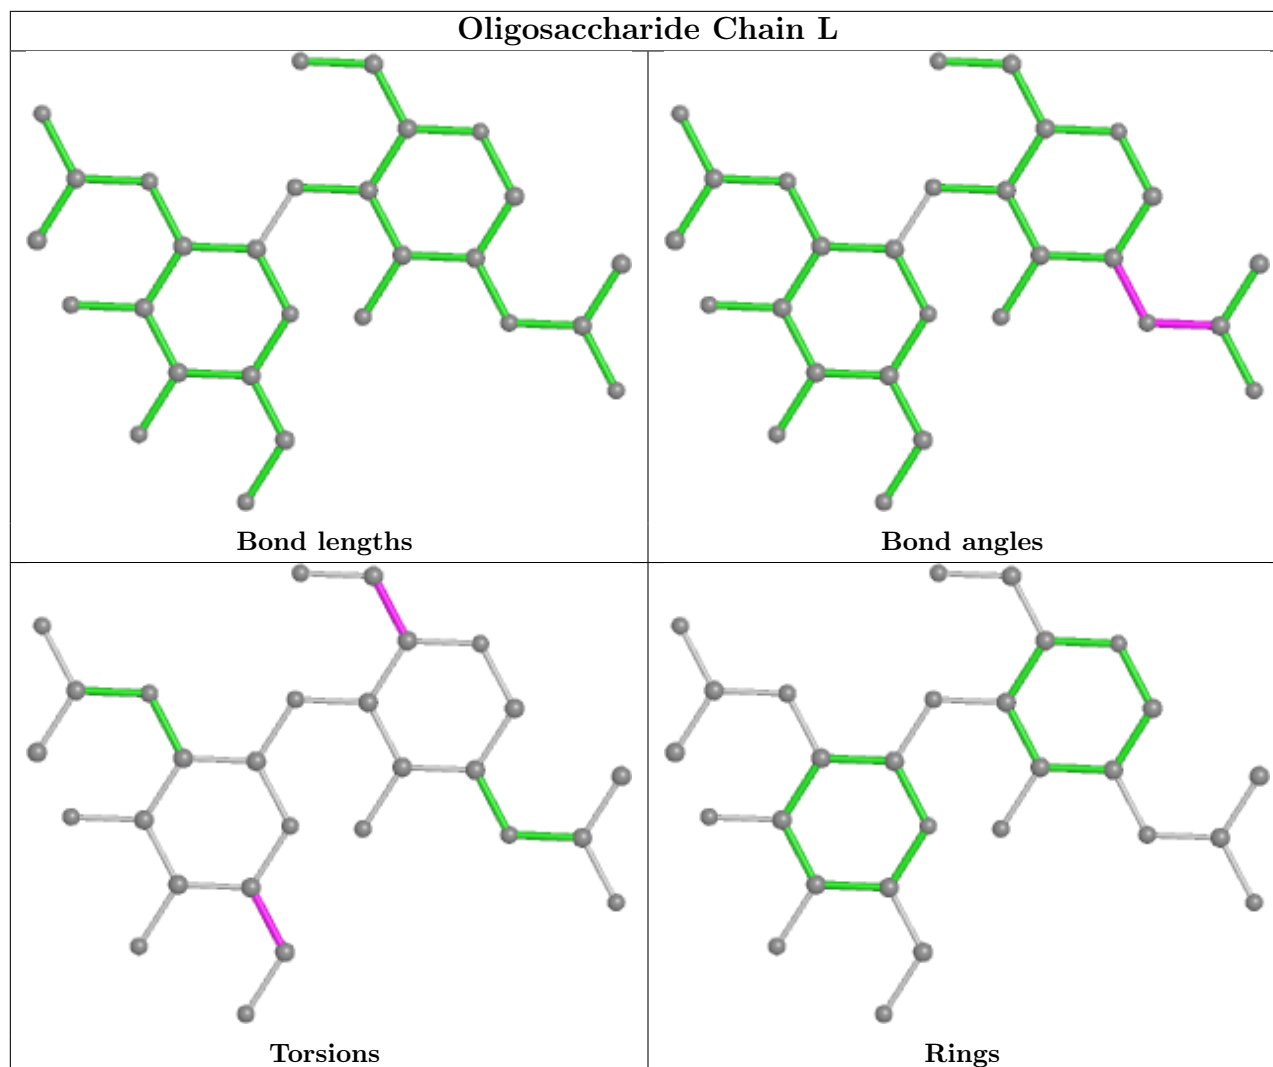 Oligosaccharide Chain L
Bond lengths
Bond angles
Torsions
Rings